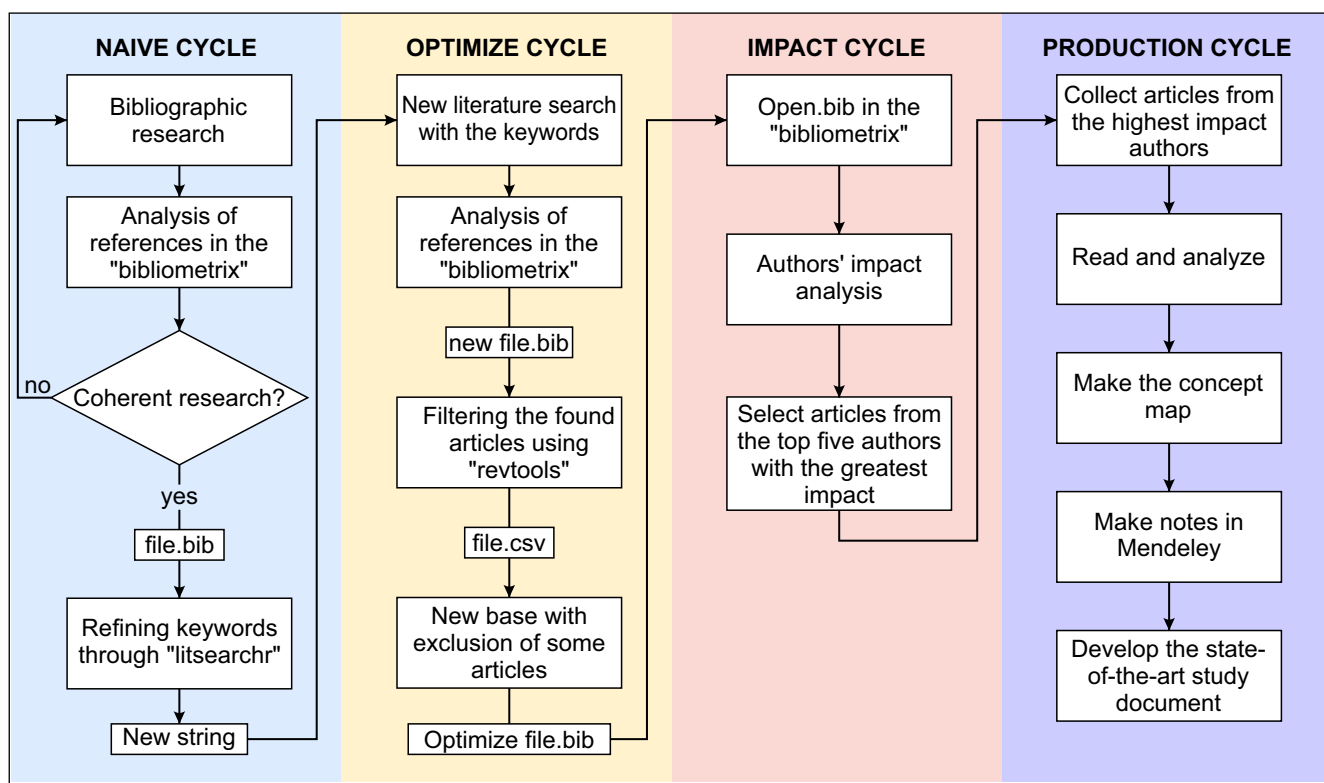 NAIVE CYCLE
Bibliographic
research
Analysis of
references in the
"bibliometrix"
Coherent research?
no
yes
file.bib
Refining keywords
through "litsearchr"
New string
OPTIMIZE CYCLE
New literature search
with the keywords
Analysis of
references in the
"bibliometrix"
new file.bib
Filtering the found
articles using
"revtools"
file.csv
New base with
exclusion of some
articles
Optimize file.bib
IMPACT CYCLE
Open.bib in the
"bibliometrix"
Authors' impact
analysis
Select articles from
the top five authors
with the greatest
impact
PRODUCTION CYCLE
Collect articles from
the highest impact
authors
Read and analyze
Make the concept
map
Make notes in
Mendeley
Develop the state-
of-the-art study
document